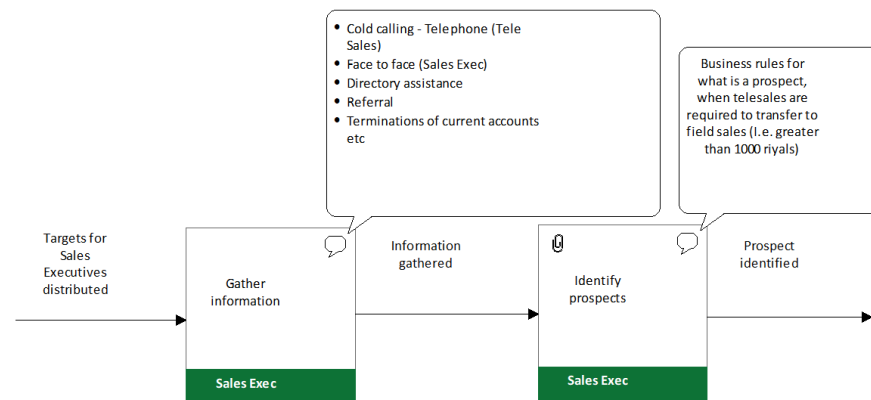 • Cold calling - Telephone (Tele
Sales)
• Face to face (Sales Exec)
• Directory assistance
• Referral
• Terminations of current accounts
etc
Business rules for
what is a prospect,
when telesales are
required to transfer to
field sales (I.e. greater
than 1000 riyals)
Targets for
Sales
Executives
distributed
Gather
information
Sales Exec
Information
gathered
Identify
prospects
Sales Exec
Prospect
identified